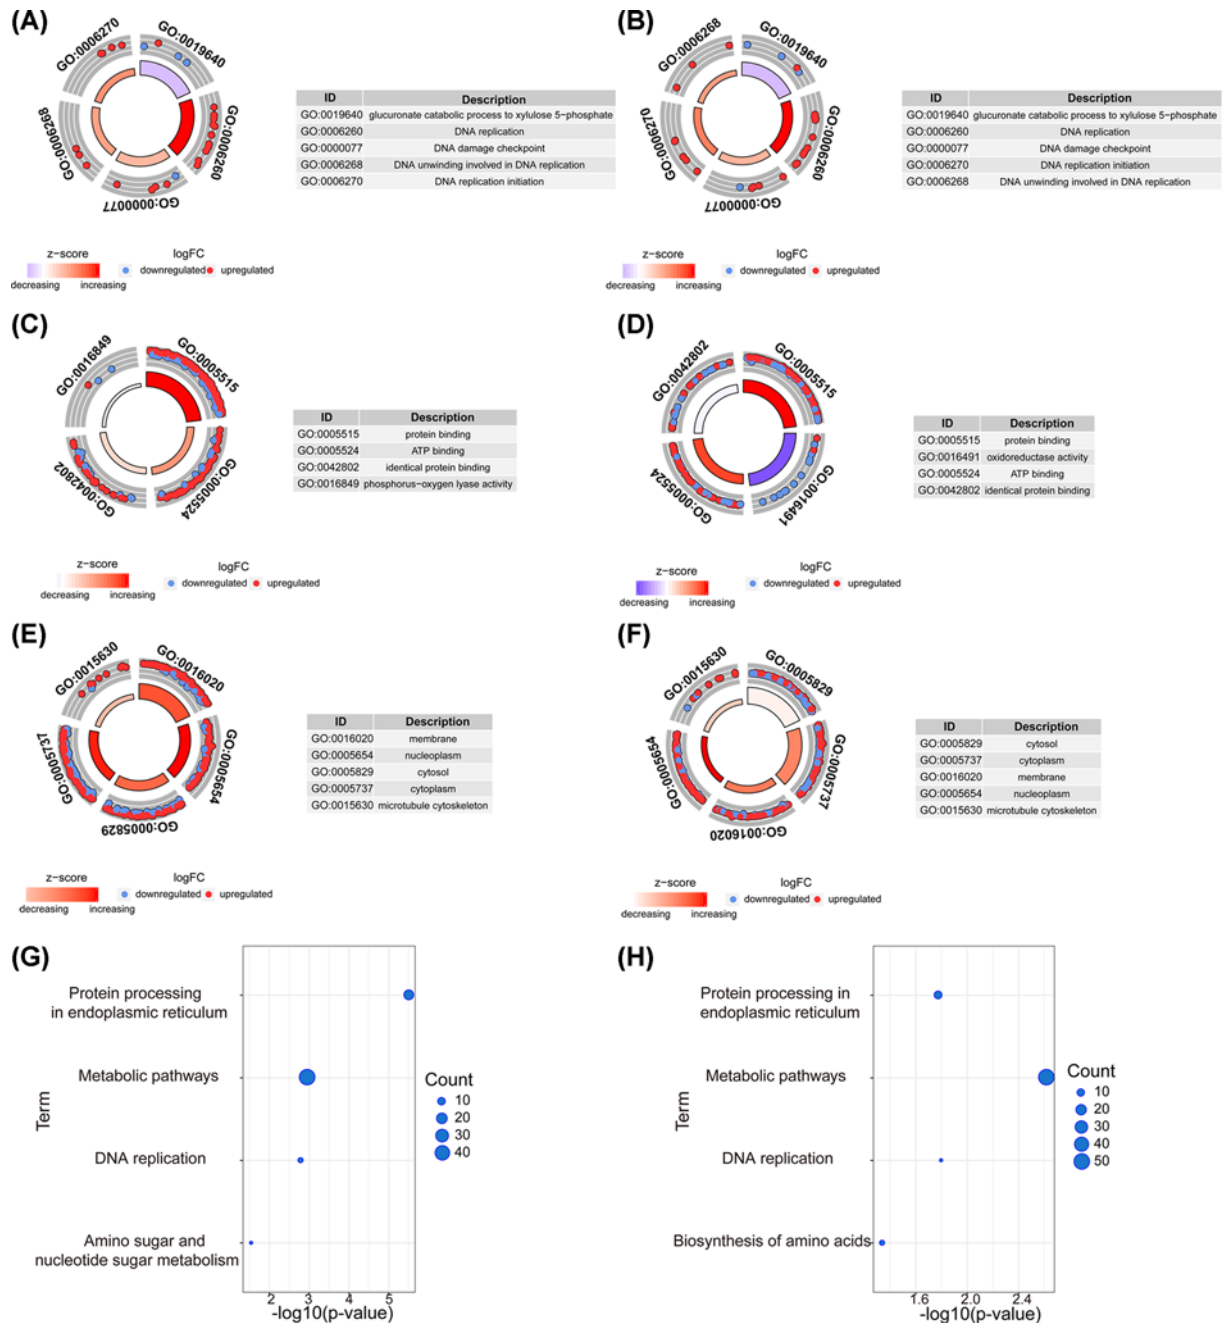 (A)
GO:0006270
GO:0019640
GO:0006268
GO:0006260
GO:0000077
ID Description
GO:0019640 glucuronate catabolic process to xylulose 5−phosphate
GO:0006260 DNA replication
GO:0000077 DNA damage checkpoint
GO:0006268 DNA unwinding involved in DNA replication
GO:0006270 DNA replication initiation
z−score logFC
decreasing increasing downregulated upregulated
(B)
GO:0006268
GO:0019640
GO:0006270
GO:0006260
GO:0000077
ID Description
GO:0019640 glucuronate catabolic process to xylulose 5−phosphate
GO:0006260 DNA replication
GO:0000077 DNA damage checkpoint
GO:0006270 DNA replication initiation
GO:0006268 DNA unwinding involved in DNA replication
z−score logFC
decreasing increasing downregulated upregulated
(C)
GO:0016849
GO:0005515
GO:0042802
GO:0005524
ID Description
GO:0005515 protein binding
GO:0005524 ATP binding
GO:0042802 identical protein binding
GO:0016849 phosphorus−oxygen lyase activity
z−score logFC
decreasing increasing downregulated upregulated
(D)
GO:0042802
GO:0005515
GO:0005524
GO:0016491
ID Description
GO:0005515 protein binding
GO:0016491 oxidoreductase activity
GO:0005524 ATP binding
GO:0042802 identical protein binding
z−score logFC
decreasing increasing downregulated upregulated
(E)
GO:0015630
GO:0016020
GO:0005737
GO:0005654
GO:0005829
ID Description
GO:0016020 membrane
GO:0005654 nucleoplasm
GO:0005829 cytosol
GO:0005737 cytoplasm
GO:0015630 microtubule cytoskeleton
z−score logFC
decreasing increasing downregulated upregulated
(F)
GO:0015630
GO:0005829
GO:0005654
GO:0005737
GO:0016020
ID Description
GO:0005829 cytosol
GO:0005737 cytoplasm
GO:0016020 membrane
GO:0005654 nucleoplasm
GO:0015630 microtubule cytoskeleton
z−score logFC
decreasing increasing downregulated upregulated
(G)
Protein processing
in endoplasmic reticulum
Metabolic pathways
Term
DNA replication
Amino sugar and
nucleotide sugar metabolism
2 3 4 5
-log10(p-value)
Count
10
20
30
40
(H)
Protein processing in
endoplasmic reticulum
Metabolic pathways
Term
DNA replication
Biosynthesis of amino acids
1.6 2.0 2.4
-log10(p-value)
Count
10
20
30
40
50